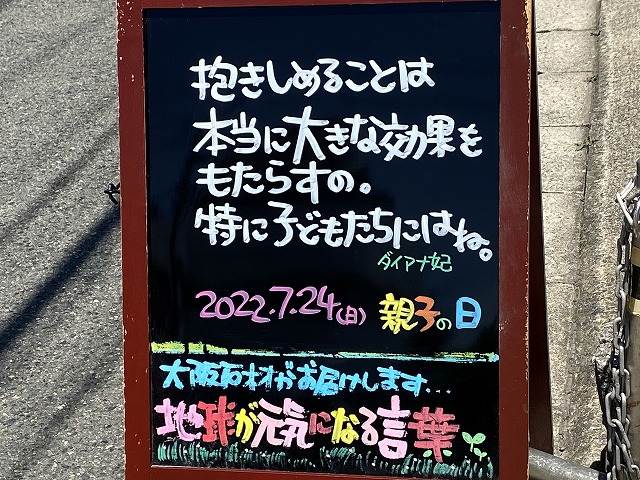 抱きしめることは
本当に大きな効果を
もたらすの。
特に子どもたちにはね。
ダイアナ妃
2022.7.24(日) 親子の日
大阪石材がお届けします...
地球が元気になる言葉